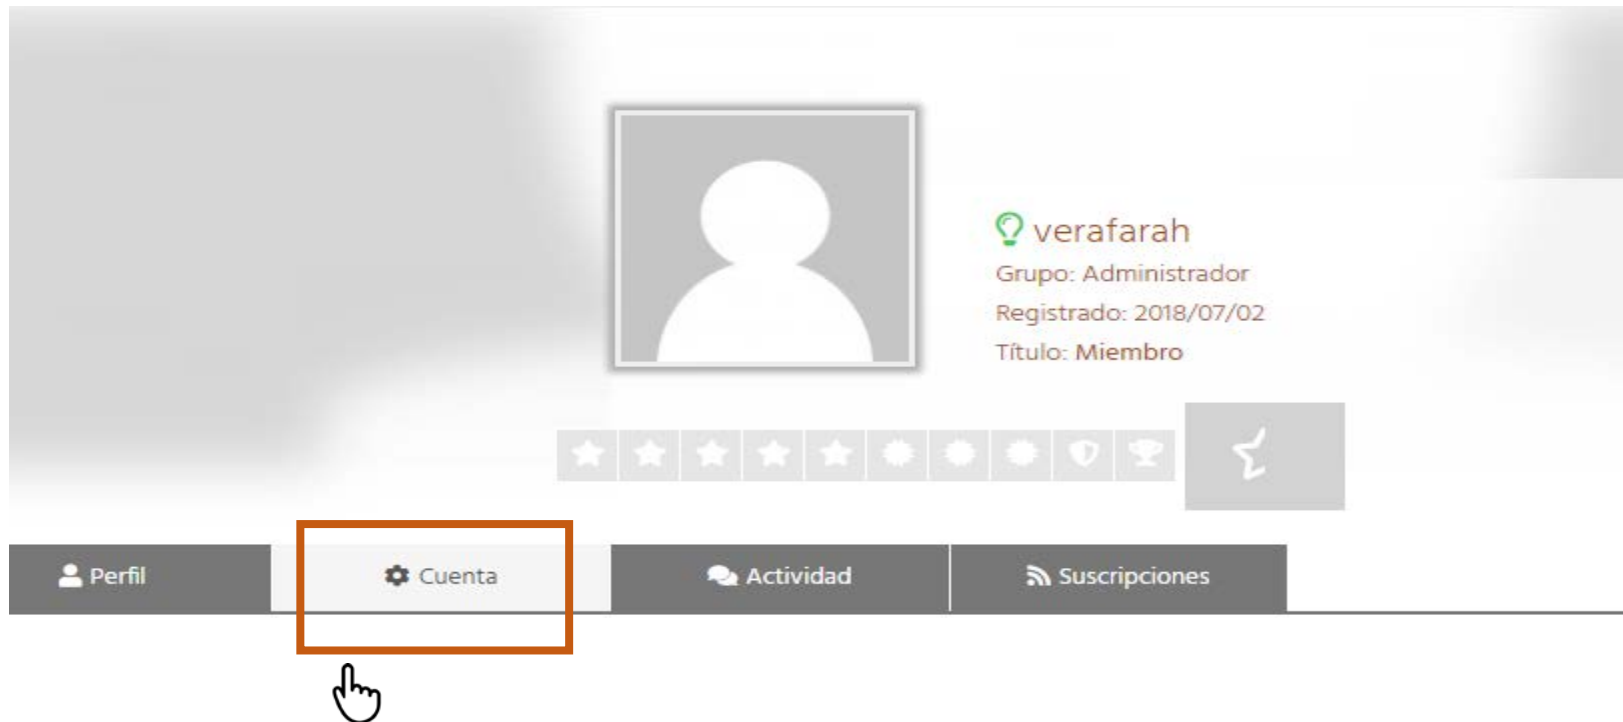 verafarah
Grupo: Administrador
Registrado: 2018/07/02
Título: Miembro
Perfil
Cuenta
Actividad
Suscripciones